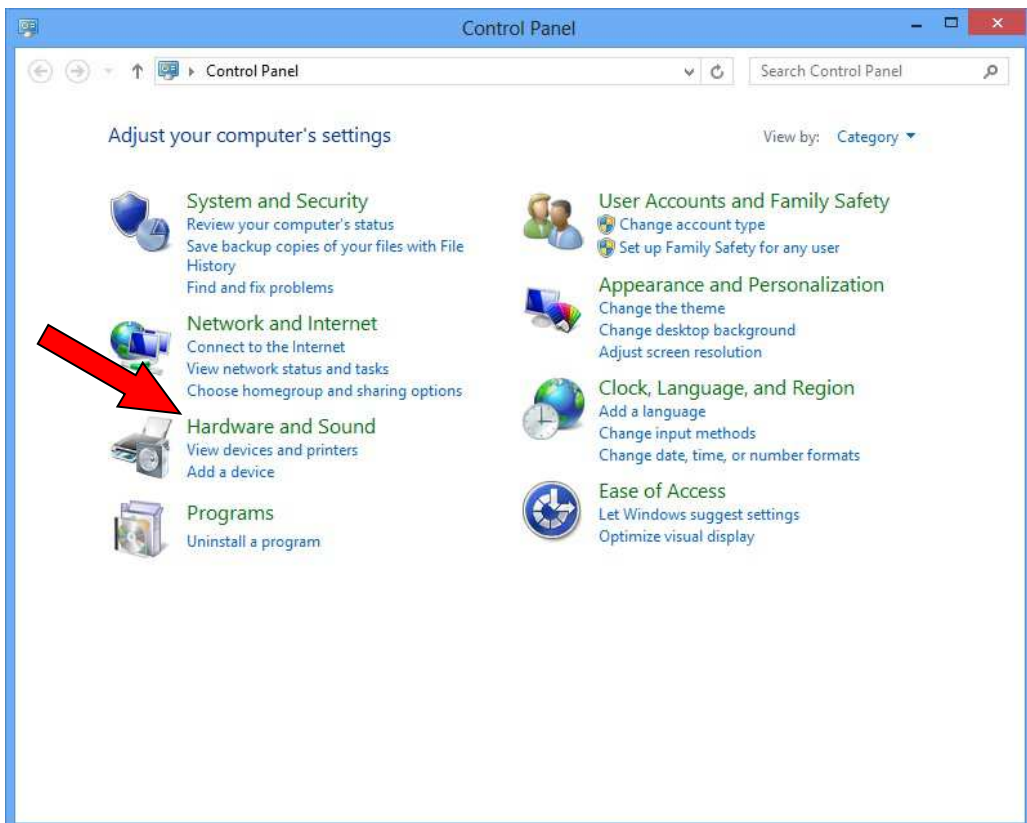 Control Panel
Control Panel
Search Control Panel
Adjust your computer's settings
View by: Category
System and Security
Review your computer's status
Save backup copies of your files with File
History
Find and fix problems
Network and Internet
Connect to the Internet
View network status and tasks
Choose homegroup and sharing options
Hardware and Sound
View devices and printers
Add a device
Programs
Uninstall a program
User Accounts and Family Safety
Change account type
Set up Family Safety for any user
Appearance and Personalization
Change the theme
Change desktop background
Adjust screen resolution
Clock, Language, and Region
Add a language
Change input methods
Change date, time, or number formats
Ease of Access
Let Windows suggest settings
Optimize visual display